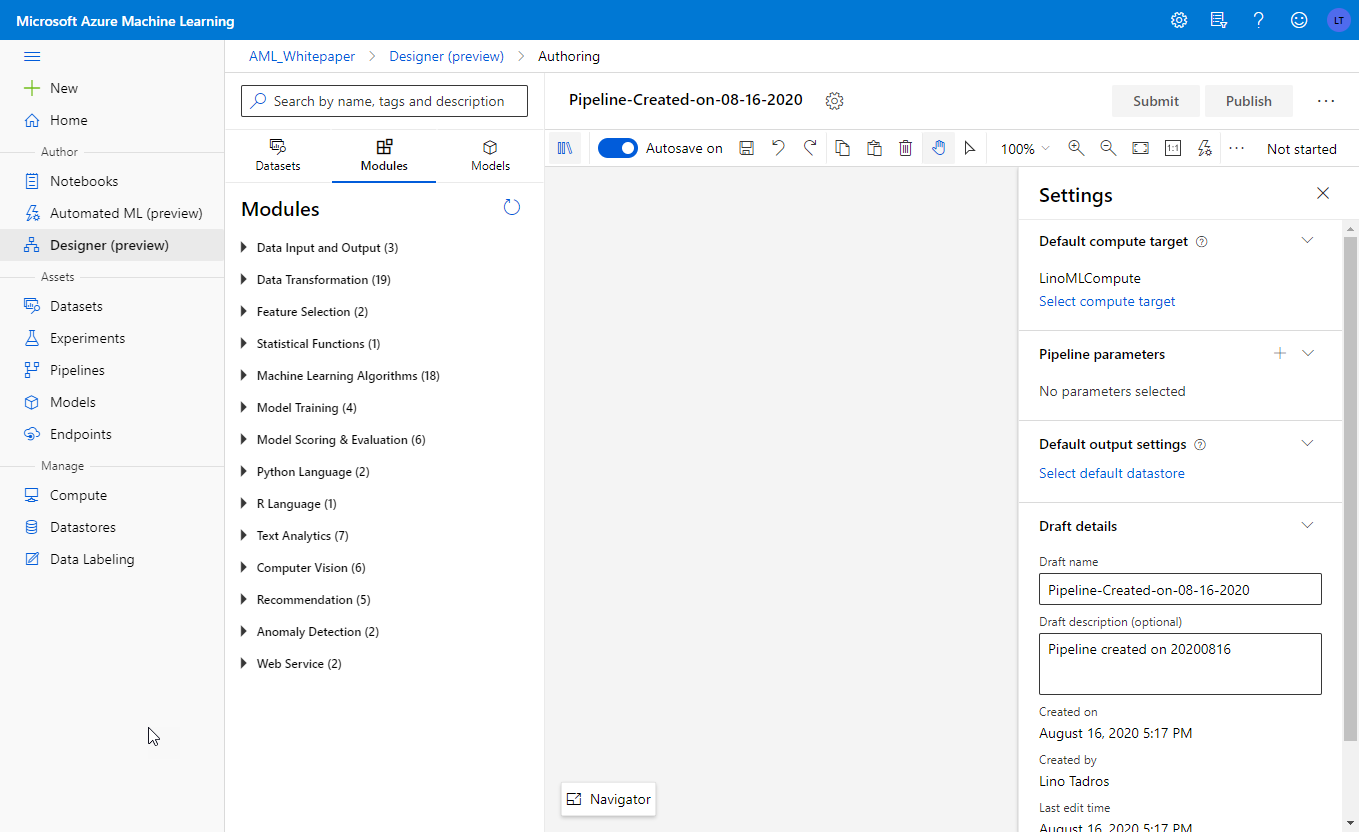 Microsoft Azure Machine Learning
LT
New
Home
Author
Notebooks
Automated ML (preview)
Designer (preview)
Assets
Datasets
Experiments
Pipelines
Models
Endpoints
Manage
Compute
Datastores
Data Labeling
AML_Whitepaper
Designer (preview)
Authoring
Search by name, tags and description
Datasets
Modules
Models
Modules
Data Input and Output (3)
Data Transformation (19)
Feature Selection (2)
Statistical Functions (1)
Machine Learning Algorithms (18)
Model Training (4)
Model Scoring & Evaluation (6)
Python Language (2)
R Language (1)
Text Analytics (7)
Computer Vision (6)
Recommendation (5)
Anomaly Detection (2)
Web Service (2)
Pipeline-Created-on-08-16-2020
Submit
Publish
Autosave on
100%
1:1
Not started
Navigator
Settings
Default compute target
LinoMLCompute
Select compute target
Pipeline parameters
No parameters selected
Default output settings
Select default datastore
Draft details
Draft name
Pipeline-Created-on-08-16-2020
Draft description (optional)
Pipeline created on 20200816
Created on
August 16, 2020 5:17 PM
Created by
Lino Tadros
Last edit time
August 16, 2020 5:17 PM